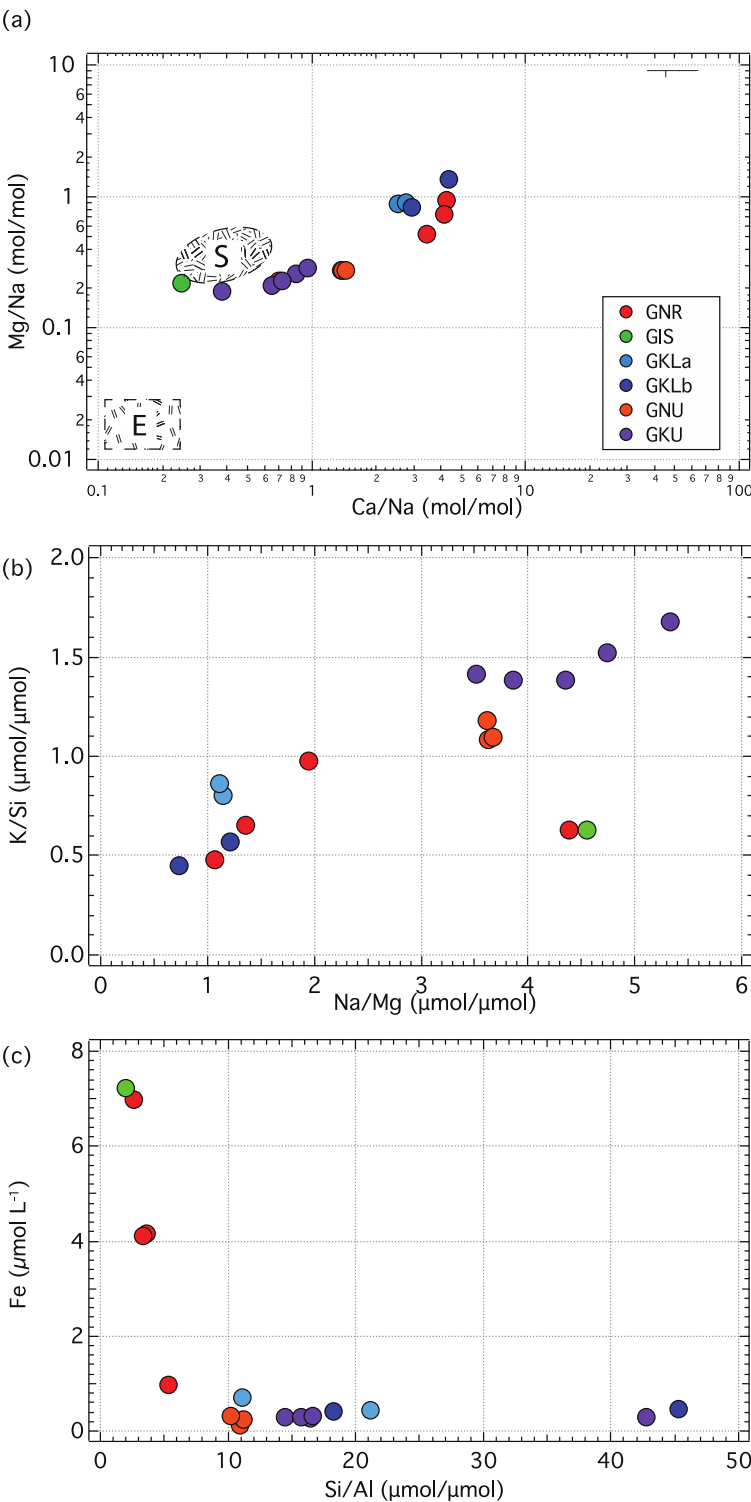 (a)
10
6
4
2
1
6
4
2
0.1
6
4
2
0.01
Mg/Na (mol/mol)
S
E
GNR
GIS
GKLa
GKLb
GNU
GKU
0.1 2 3 4 5 6 7 8 9 1 2 3 4 5 6 7 8 9 10 2 3 4 5 6 7 8 9 100
Ca/Na (mol/mol)
(b)
2.0
1.5
1.0
0.5
0.0
K/Si (μmol/μmol)
0 1 2 3 4 5 6
Na/Mg (μmol/μmol)
(c)
8
6
4
2
0
Fe (μmol L⁻¹)
0 10 20 30 40 50
Si/Al (μmol/μmol)